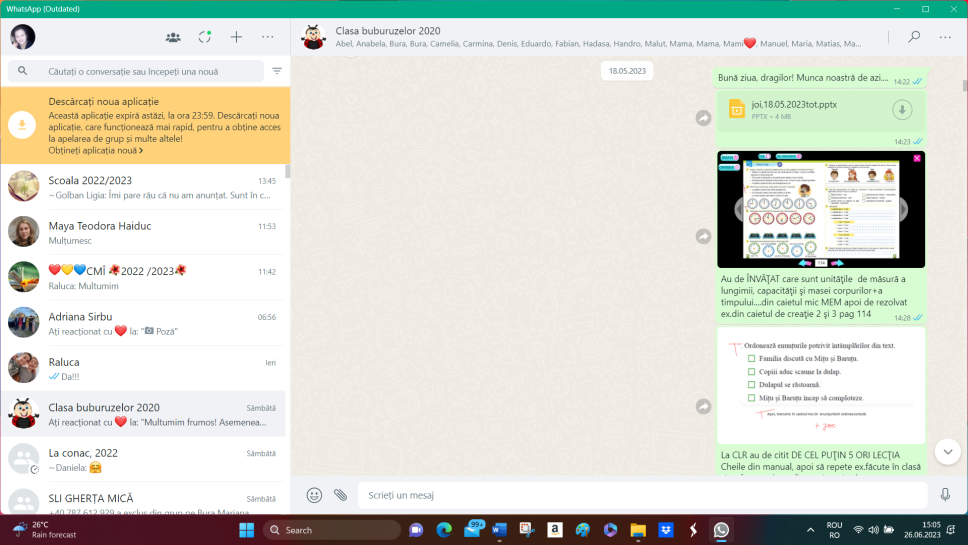 WhatsApp (Outdated)
Căutați o conversație sau începeți una nouă
Descărcați noua aplicație
Această aplicație expiră astăzi, la ora 23:59. Descărcați noua
aplicație, care funcționează mai rapid, pentru a obține acces
la apelarea de grup și multe altele!
Obțineți aplicația nouă
Scoala 2022/2023
13:45
~Golban Ligia: Îmi pare rău că nu am anunțat. Sunt în c...
Maya Teodora Haiduc
11:53
Mulțumesc
❤️💛💙CMÎ 🌺2022 /2023🌺
11:42
Raluca: Multumim
Adriana Sirbu
06:56
Ați reacționat cu ❤️ la: "📷 Poză"
Raluca
Ieri
Da!!!
Clasa buburuzelor 2020
Sâmbătă
Ați reacționat cu ❤️ la: "Multumim frumos! Asemenea...
La conac, 2022
Sâmbătă
~Daniela: 🤗
SLI GHERȚA MICĂ
Sâmbătă
+40 787 612 929 a exclus din grup pe Bura Mariana
Clasa buburuzelor 2020
Abel, Anabela, Bura, Bura, Camelia, Carmina, Denis, Eduardo, Fabian, Hadasa, Handro, Malut, Mama, Mama, Mami❤️, Manuel, Maria, Matias, Ma...
18.05.2023
Bună ziua, dragilor! Munca noastră de azi....
14:22
joi,18.05.2023tot.pptx
PPTX • 4 MB
14:23
114
Au de ÎNVĂȚAT care sunt unitățile de măsură a
lungimii, capacității și masei corpurilor+a
timpului....din caietul mic MEM apoi de rezolvat
ex.din caietul de creație 2 și 3 pag 114
14:28
Ordonează enunțurile potrivit întâmplărilor din text.
Familia discută cu Mițu și Baruțu.
Copiii aduc scaune la dulap.
Dulapul se răstoarnă.
Mițu și Baruțu încep să comploteze.
La CLR au de citit DE CEL PUȚIN 5 ORI LECȚIA
Cheile din manual, apoi să repete ex.făcute în clasă
Scrieți un mesaj
26°C
Rain forecast
Search
99+
ROU
RO
15:05
26.06.2023